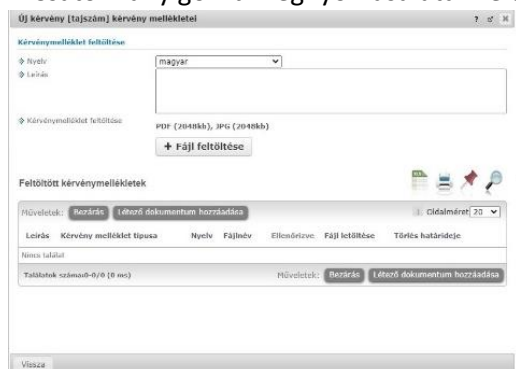 Új kérvény [tajszám] kérvény mellékletei
Kérvénymelléklet feltöltése
Nyelv magyar
Leírás
Kérvénymelléklet feltöltése PDF (2048kb), JPG (2048kb)
+ Fájl feltöltése
Feltöltött kérvénymellékletek
Műveletek: Bezárás Létező dokumentum hozzáadása 1 Oldalméret 20
Leírás Kérvény melléklet típusa Nyelv Fájlnév Ellenőrizve Fájl letöltése Törlés határideje
Nincs találat
Találatok száma:0-0/0 (0 ms) Műveletek: Bezárás Létező dokumentum hozzáadása
Vissza